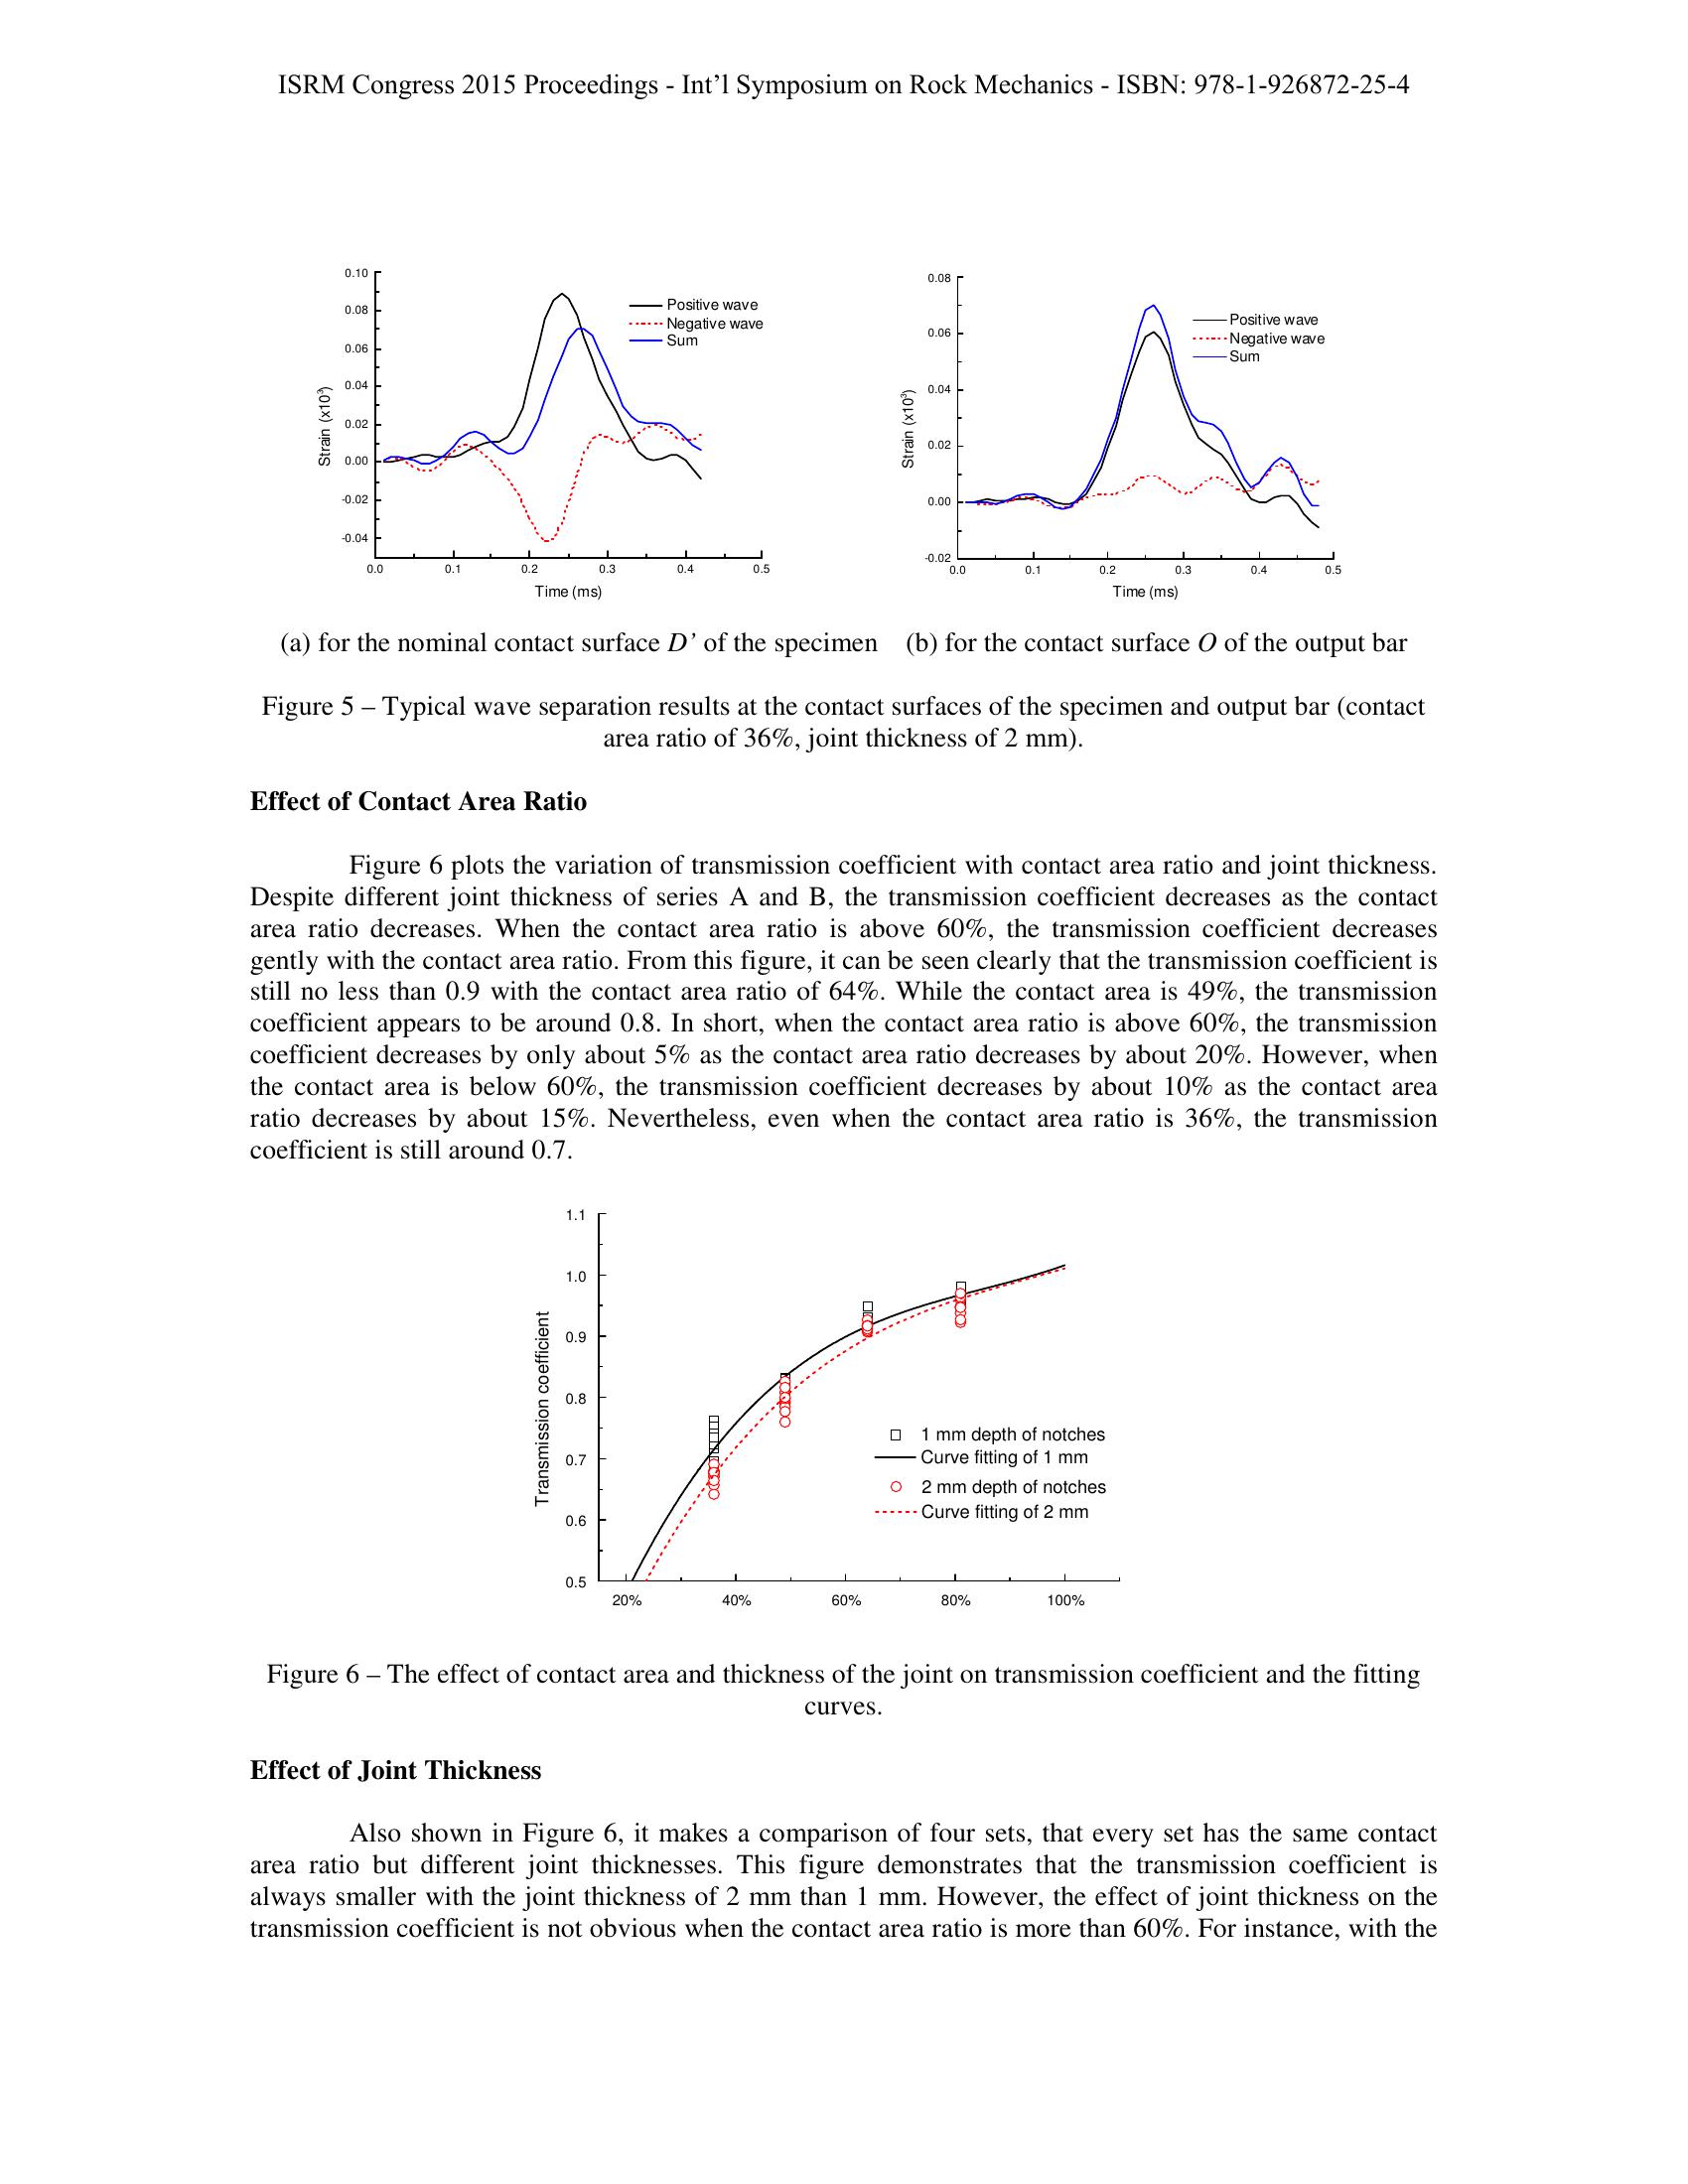 ISRM Congress 2015 Proceedings - Int'l Symposium on Rock Mechanics - ISBN: 978-1-926872-25-4
0.10
0.08
0.06
0.04
0.02
0.00
-0.02
-0.04
0.0 0.1 0.2 0.3 0.4 0.5
Strain (x10³)
Time (ms)
Positive wave
Negative wave
Sum
0.08
0.06
0.04
0.02
0.00
-0.02
0.0 0.1 0.2 0.3 0.4 0.5
Strain (x10³)
Time (ms)
Positive wave
Negative wave
Sum
(a) for the nominal contact surface D’ of the specimen (b) for the contact surface O of the output bar
Figure 5 – Typical wave separation results at the contact surfaces of the specimen and output bar (contact
area ratio of 36%, joint thickness of 2 mm).
Effect of Contact Area Ratio
Figure 6 plots the variation of transmission coefficient with contact area ratio and joint thickness.
Despite different joint thickness of series A and B, the transmission coefficient decreases as the contact
area ratio decreases. When the contact area ratio is above 60%, the transmission coefficient decreases
gently with the contact area ratio. From this figure, it can be seen clearly that the transmission coefficient is
still no less than 0.9 with the contact area ratio of 64%. While the contact area is 49%, the transmission
coefficient appears to be around 0.8. In short, when the contact area ratio is above 60%, the transmission
coefficient decreases by only about 5% as the contact area ratio decreases by about 20%. However, when
the contact area is below 60%, the transmission coefficient decreases by about 10% as the contact area
ratio decreases by about 15%. Nevertheless, even when the contact area ratio is 36%, the transmission
coefficient is still around 0.7.
1.1
1.0
0.9
0.8
0.7
0.6
0.5
20% 40% 60% 80% 100%
Transmission coefficient
1 mm depth of notches
Curve fitting of 1 mm
2 mm depth of notches
Curve fitting of 2 mm
Figure 6 – The effect of contact area and thickness of the joint on transmission coefficient and the fitting
curves.
Effect of Joint Thickness
Also shown in Figure 6, it makes a comparison of four sets, that every set has the same contact
area ratio but different joint thicknesses. This figure demonstrates that the transmission coefficient is
always smaller with the joint thickness of 2 mm than 1 mm. However, the effect of joint thickness on the
transmission coefficient is not obvious when the contact area ratio is more than 60%. For instance, with the